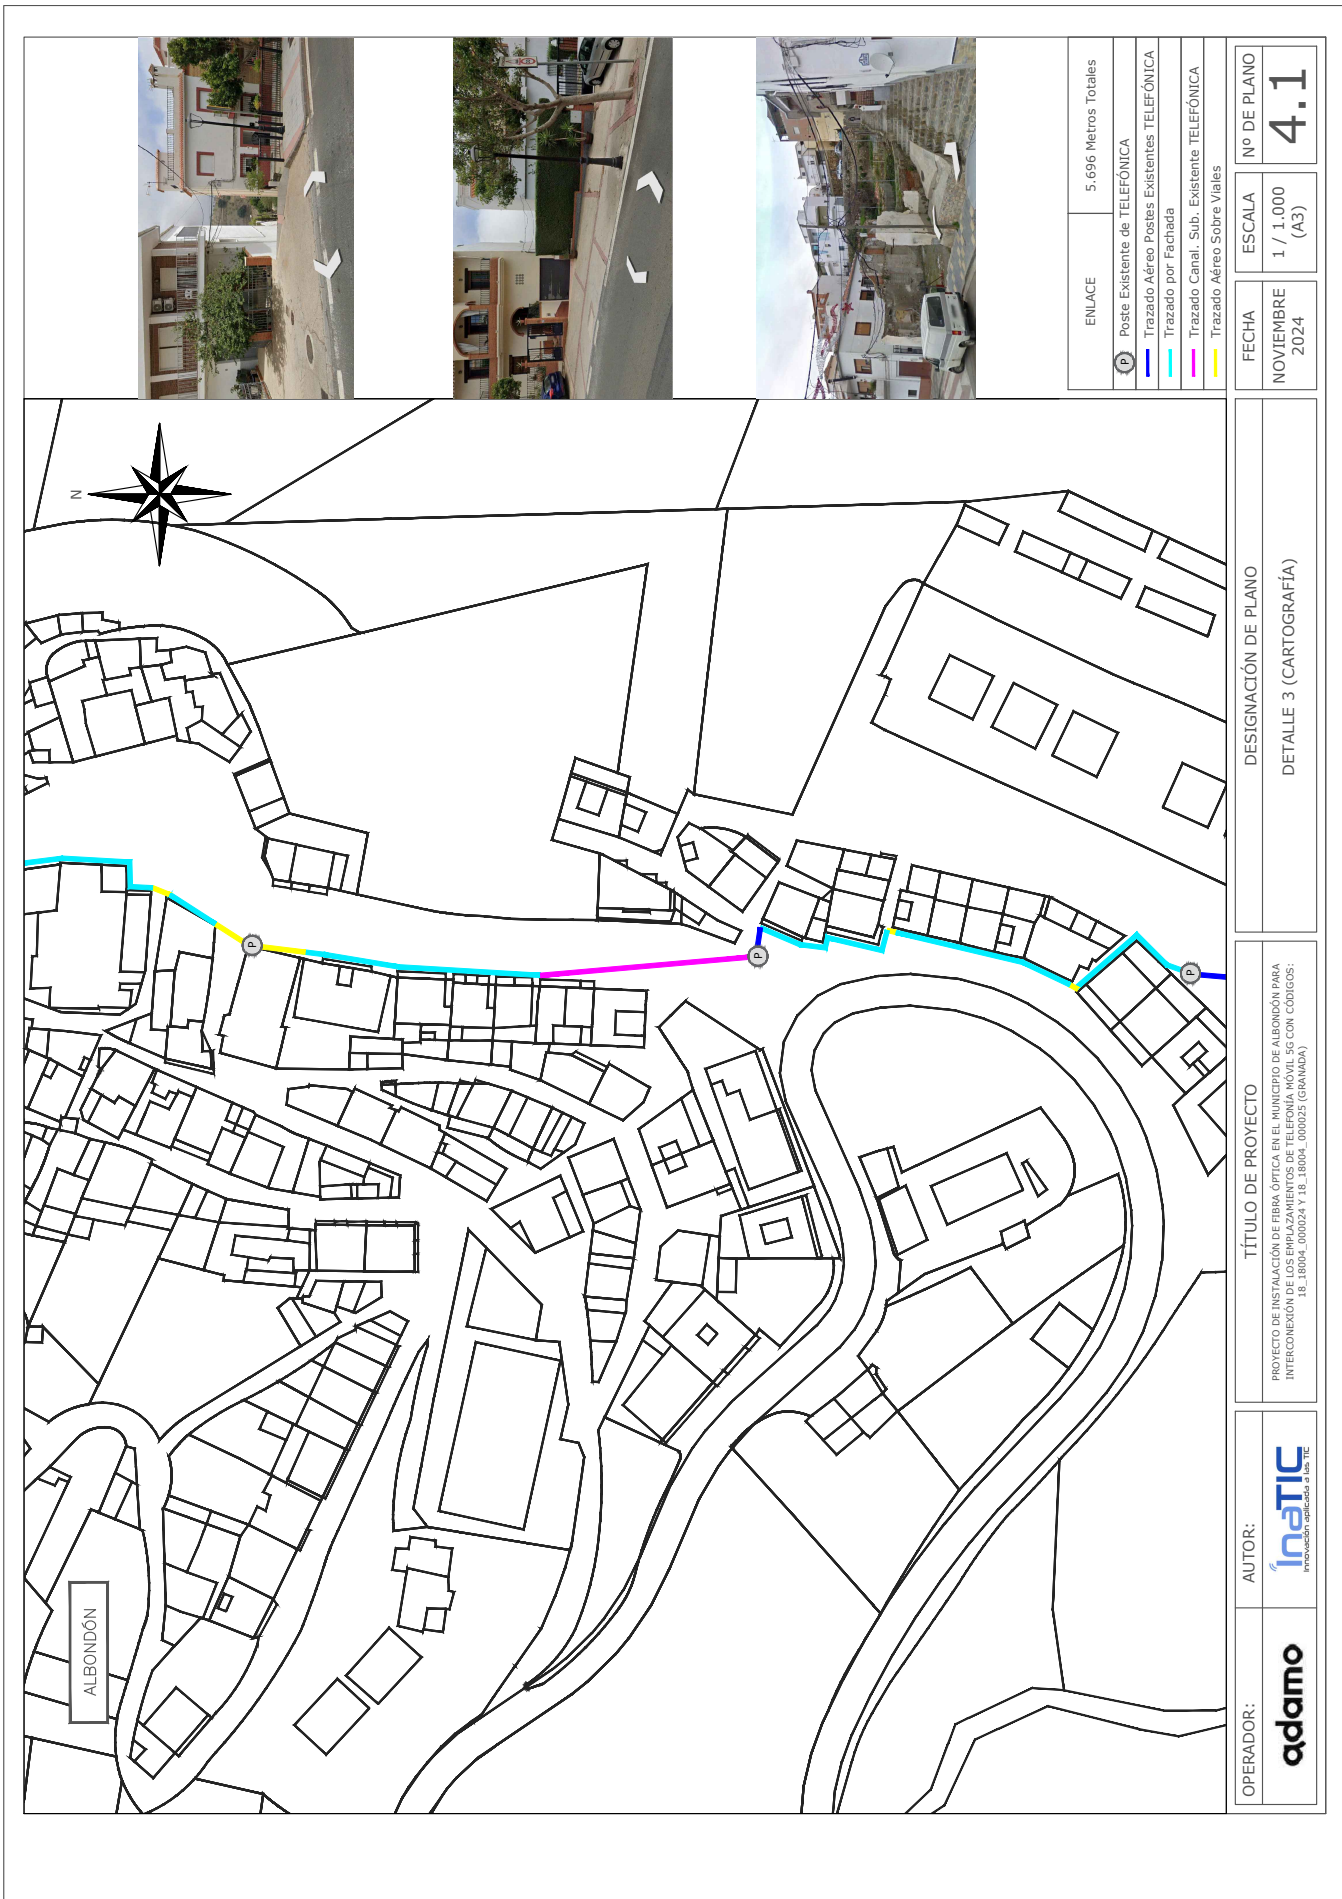 N
ALBONDÓN
ENLACE
5.696 Metros Totales
P Poste Existente de TELEFÓNICA
Trazado Aéreo Postes Existentes TELEFÓNICA
Trazado por Fachada
Trazado Canal. Sub. Existente TELEFÓNICA
Trazado Aéreo Sobre Viales
P
P
P
OPERADOR:
adamo
AUTOR:
inaTIC
Innovación aplicada a las TIC
TÍTULO DE PROYECTO
PROYECTO DE INSTALACIÓN DE FIBRA ÓPTICA EN EL MUNICIPIO DE ALBONDÓN PARA
INTERCONEXIÓN DE LOS EMPLAZAMIENTOS DE TELEFONÍA MÓVIL 5G CON CÓDIGOS:
18_18004_000024 Y 18_18004_000025 (GRANADA)
DESIGNACIÓN DE PLANO
DETALLE 3 (CARTOGRAFÍA)
FECHA
NOVIEMBRE
2024
ESCALA
1 / 1.000
(A3)
Nº DE PLANO
4.1